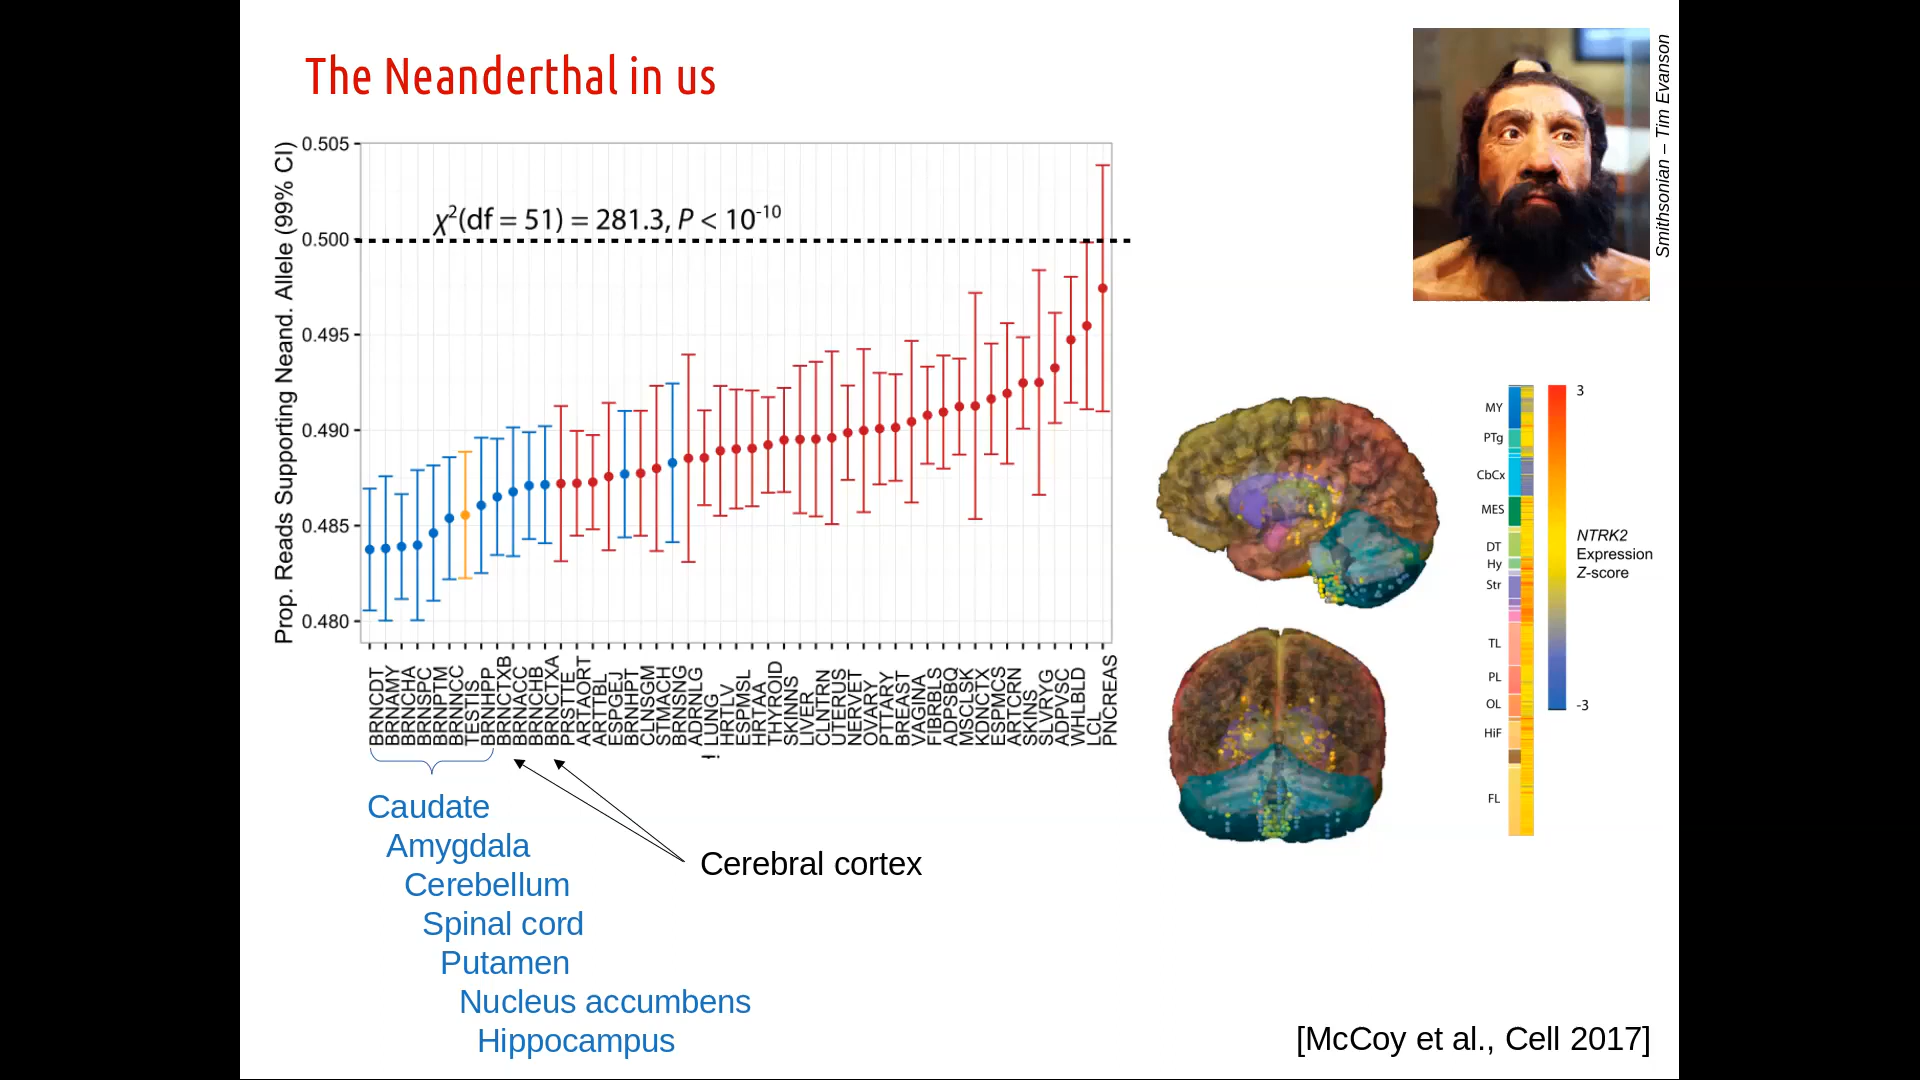 The Neanderthal in us
Smithsonian – Tim Evanson
Prop. Reads Supporting Neand. Allele (99% CI)
0.505
0.500
0.495
0.490
0.485
0.480
χ²(df = 51) = 281.3, P < 10⁻¹⁰
BRNCDT
BRNAMY
BRNCHA
BRNSPC
BRNPTM
BRNNCC
TESTIS
BRNHPP
BRNCTXB
BRNACC
BRNCHB
BRNCTXA
PRSTTE
ARTAORT
ARTTBL
ESPGEJ
BRNHPT
CLNSGM
STMACH
BRNSNG
ADRNLG
LUNG
HRTLV
ESPMSL
HRTAA
THYROID
SKINNS
LIVER
CLNTRN
UTERUS
NERVET
OVARY
PTTARY
BREAST
VAGINA
FIBRBLS
ADPSBQ
MSCLSK
KDNCTX
ESPMCS
ARTCRN
SKINS
SLVRYG
ADPVSC
WHLBLD
LCL
PNCREAS
Caudate
Amygdala
Cerebellum
Spinal cord
Putamen
Nucleus accumbens
Hippocampus
Cerebral cortex
MY
PTg
CbCx
MES
DT
Hy
Str
TL
PL
OL
HiF
FL
3
-3
NTRK2
Expression
Z-score
[McCoy et al., Cell 2017]